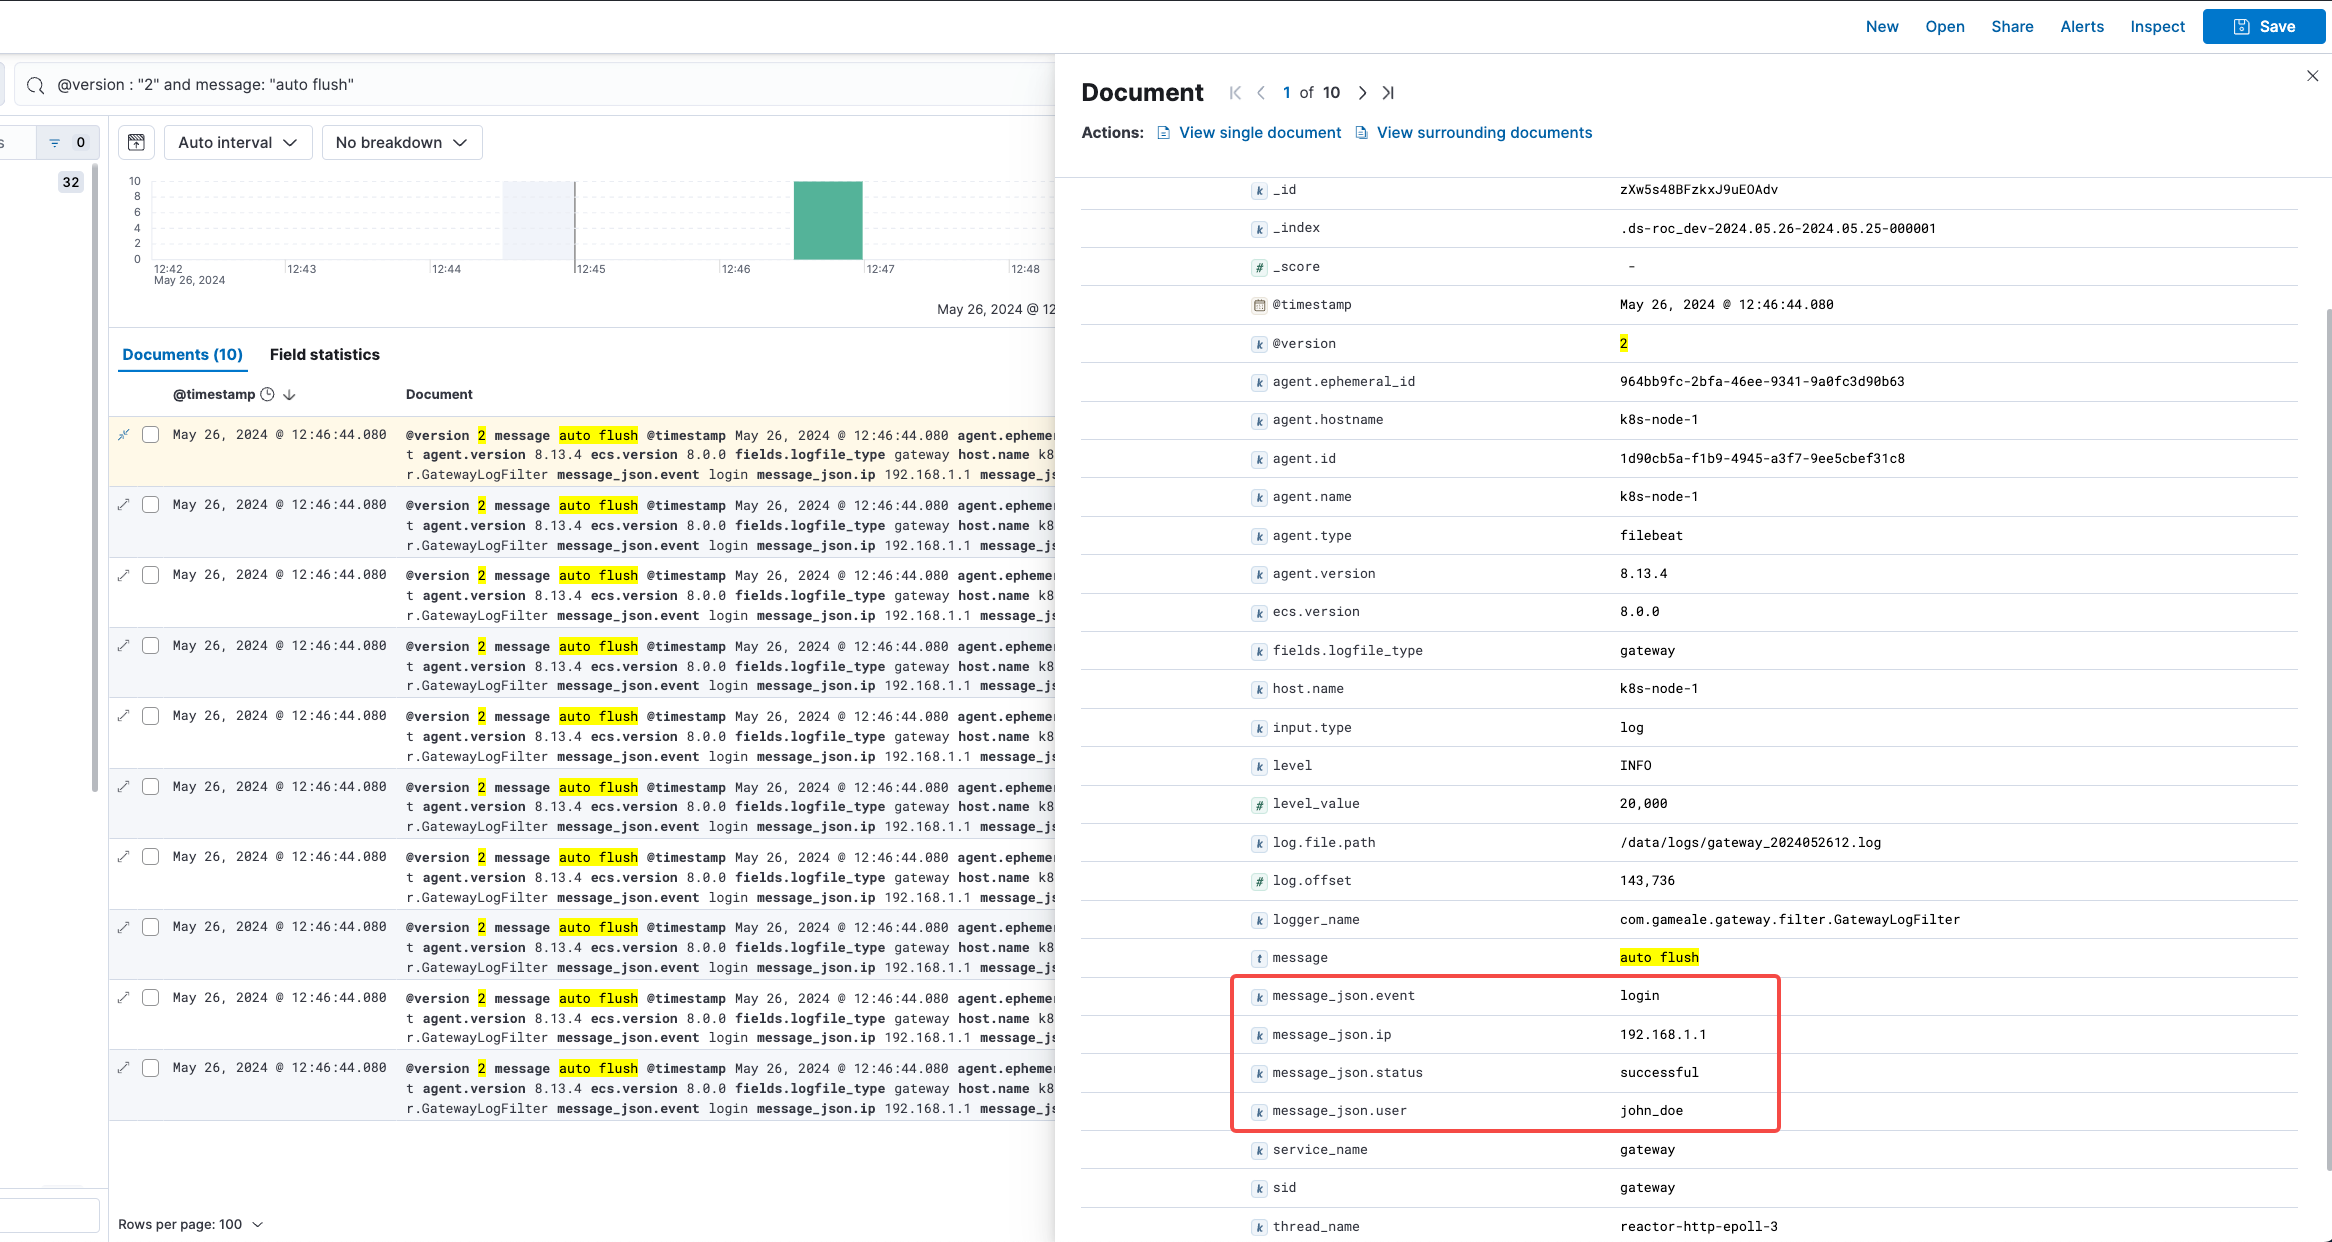 New Open Share Alerts Inspect Save
@version : "2" and message: "auto flush"
s 0
32
Auto interval No breakdown
10
8
6
4
2
0
12:42 12:43 12:44 12:45 12:46 12:47 12:48
May 26, 2024
May 26, 2024 @ 12
Documents (10) Field statistics
@timestamp Document
May 26, 2024 @ 12:46:44.080 @version 2 message auto flush @timestamp May 26, 2024 @ 12:46:44.080 agent.ephemer
t agent.version 8.13.4 ecs.version 8.0.0 fields.logfile_type gateway host.name k8
r.GatewayLogFilter message_json.event login message_json.ip 192.168.1.1 message_js
May 26, 2024 @ 12:46:44.080 @version 2 message auto flush @timestamp May 26, 2024 @ 12:46:44.080 agent.ephemer
t agent.version 8.13.4 ecs.version 8.0.0 fields.logfile_type gateway host.name k8
r.GatewayLogFilter message_json.event login message_json.ip 192.168.1.1 message_js
May 26, 2024 @ 12:46:44.080 @version 2 message auto flush @timestamp May 26, 2024 @ 12:46:44.080 agent.ephemer
t agent.version 8.13.4 ecs.version 8.0.0 fields.logfile_type gateway host.name k8
r.GatewayLogFilter message_json.event login message_json.ip 192.168.1.1 message_js
May 26, 2024 @ 12:46:44.080 @version 2 message auto flush @timestamp May 26, 2024 @ 12:46:44.080 agent.ephemer
t agent.version 8.13.4 ecs.version 8.0.0 fields.logfile_type gateway host.name k8
r.GatewayLogFilter message_json.event login message_json.ip 192.168.1.1 message_js
May 26, 2024 @ 12:46:44.080 @version 2 message auto flush @timestamp May 26, 2024 @ 12:46:44.080 agent.ephemer
t agent.version 8.13.4 ecs.version 8.0.0 fields.logfile_type gateway host.name k8
r.GatewayLogFilter message_json.event login message_json.ip 192.168.1.1 message_js
May 26, 2024 @ 12:46:44.080 @version 2 message auto flush @timestamp May 26, 2024 @ 12:46:44.080 agent.ephemer
t agent.version 8.13.4 ecs.version 8.0.0 fields.logfile_type gateway host.name k8
r.GatewayLogFilter message_json.event login message_json.ip 192.168.1.1 message_js
May 26, 2024 @ 12:46:44.080 @version 2 message auto flush @timestamp May 26, 2024 @ 12:46:44.080 agent.ephemer
t agent.version 8.13.4 ecs.version 8.0.0 fields.logfile_type gateway host.name k8
r.GatewayLogFilter message_json.event login message_json.ip 192.168.1.1 message_js
May 26, 2024 @ 12:46:44.080 @version 2 message auto flush @timestamp May 26, 2024 @ 12:46:44.080 agent.ephemer
t agent.version 8.13.4 ecs.version 8.0.0 fields.logfile_type gateway host.name k8
r.GatewayLogFilter message_json.event login message_json.ip 192.168.1.1 message_js
May 26, 2024 @ 12:46:44.080 @version 2 message auto flush @timestamp May 26, 2024 @ 12:46:44.080 agent.ephemer
t agent.version 8.13.4 ecs.version 8.0.0 fields.logfile_type gateway host.name k8
r.GatewayLogFilter message_json.event login message_json.ip 192.168.1.1 message_js
May 26, 2024 @ 12:46:44.080 @version 2 message auto flush @timestamp May 26, 2024 @ 12:46:44.080 agent.ephemer
t agent.version 8.13.4 ecs.version 8.0.0 fields.logfile_type gateway host.name k8
r.GatewayLogFilter message_json.event login message_json.ip 192.168.1.1 message_js
Rows per page: 100
Document 1 of 10
Actions: View single document View surrounding documents
k _id zXw5s48BFzkxJ9uEOAdv
k _index .ds-roc_dev-2024.05.26-2024.05.25-000001
# _score -
@timestamp May 26, 2024 @ 12:46:44.080
k @version 2
k agent.ephemeral_id 964bb9fc-2bfa-46ee-9341-9a0fc3d90b63
k agent.hostname k8s-node-1
k agent.id 1d90cb5a-f1b9-4945-a3f7-9ee5cbef31c8
k agent.name k8s-node-1
k agent.type filebeat
k agent.version 8.13.4
k ecs.version 8.0.0
k fields.logfile_type gateway
k host.name k8s-node-1
k input.type log
k level INFO
# level_value 20,000
k log.file.path /data/logs/gateway_2024052612.log
# log.offset 143,736
k logger_name com.gameale.gateway.filter.GatewayLogFilter
t message auto flush
k message_json.event login
k message_json.ip 192.168.1.1
k message_json.status successful
k message_json.user john_doe
k service_name gateway
k sid gateway
k thread_name reactor-http-epoll-3